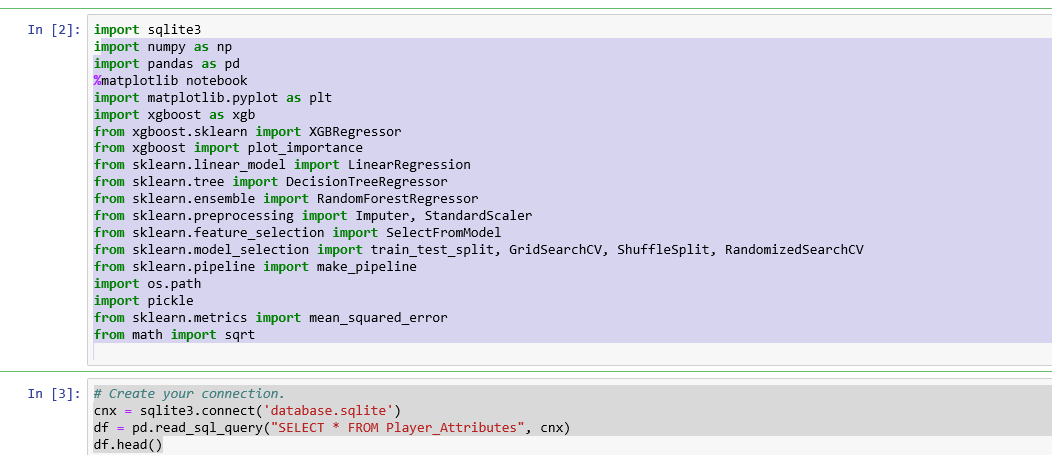 In [2]: import sqlite3
import numpy as np
import pandas as pd
%matplotlib notebook
import matplotlib.pyplot as plt
import xgboost as xgb
from xgboost.sklearn import XGBRegressor
from xgboost import plot_importance
from sklearn.linear_model import LinearRegression
from sklearn.tree import DecisionTreeRegressor
from sklearn.ensemble import RandomForestRegressor
from sklearn.preprocessing import Imputer, StandardScaler
from sklearn.feature_selection import SelectFromModel
from sklearn.model_selection import train_test_split, GridSearchCV, ShuffleSplit, RandomizedSearchCV
from sklearn.pipeline import make_pipeline
import os.path
import pickle
from sklearn.metrics import mean_squared_error
from math import sqrt
In [3]: # Create your connection.
cnx = sqlite3.connect('database.sqlite')
df = pd.read_sql_query("SELECT * FROM Player_Attributes", cnx)
df.head()